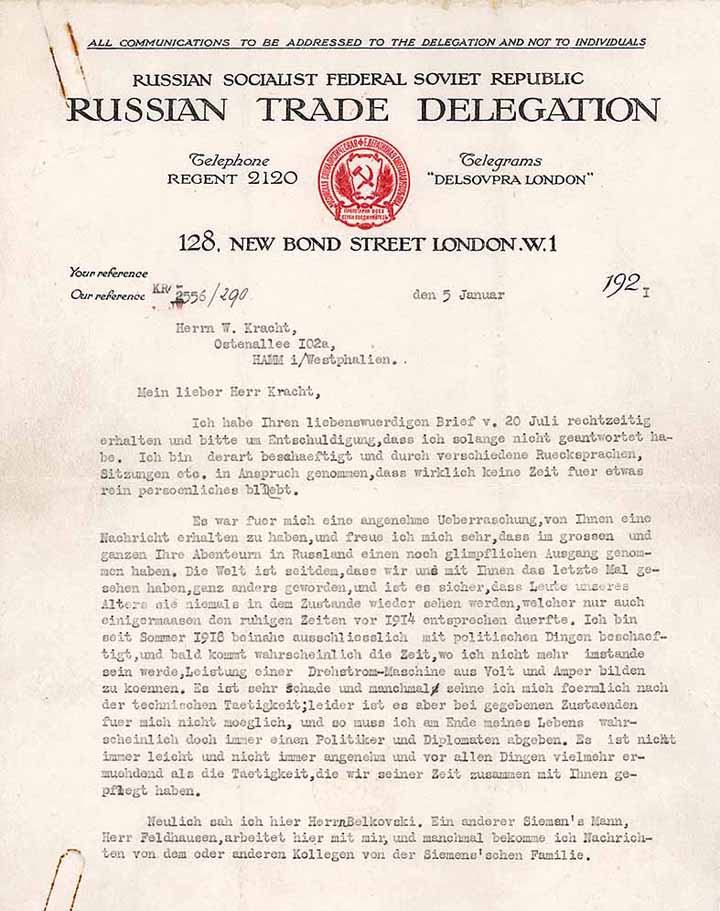 ALL COMMUNICATIONS TO BE ADDRESSED TO THE DELEGATION AND NOT TO INDIVIDUALS
RUSSIAN SOCIALIST FEDERAL SOVIET REPUBLIC
RUSSIAN TRADE DELEGATION
Telephone
REGENT 2120
Telegrams
"DELSOVPRA LONDON"
128, NEW BOND STREET LONDON.W.1
Your reference
Our reference KR/2556/290
den 5 Januar 1921
Herrn W. Kracht,
Ostenallee I02a,
HAMM i/Westphalien.
Mein lieber Herr Kracht,
Ich habe Ihren liebenswuerdigen Brief v. 20 Juli rechtzeitig
erhalten und bitte um Entschuldigung,dass ich solange nicht geantwortet ha-
be. Ich bin derart beschaeftigt und durch verschiedene Ruecksprachen,
Sitzungen etc. in Anspruch genommen,dass wirklich keine Zeit fuer etwas
rein persoenliches bliebt.
Es war fuer mich eine angenehme Ueberraschung,von Ihnen eine
Nachricht erhalten zu haben,und freue ich mich sehr,dass im grossen und
ganzen Ihre Abenteurn in Russland einen noch glimpflichen Ausgang genom-
men haben. Die Welt ist seitdem,dass wir uns mit Ihnen das letzte Mal ge-
sehen haben,ganz anders geworden,und ist es sicher,dass Leute unseres
Alters sie niemals in dem Zustande wieder sehen werden,welcher nur auch
einigermaasen den ruhigen Zeiten vor 1914 entsprechen duerfte. Ich bin
seit Sommer 1918 beinahe ausschliesslich mit politischen Dingen beschaef-
tigt,und bald kommt wahrscheinlich die Zeit,wo ich nicht mehr imstande
sein werde,Leistung einer Drehstrom-Maschine aus Volt und Amper bilden
zu koennen. Es ist sehr schade und manchmal sehne ich mich foermlich nach
der technischen Taetigkeit;leider ist es aber bei gegebenen Zustaenden
fuer mich nicht moeglich, und so muss ich am Ende meines Lebens wahr-
scheinlich doch immer einen Politiker und Diplomaten abgeben. Es ist nicht
immer leicht und nicht immer angenehm und vor allen Dingen vielmehr er-
muehdend als die Taetigkeit,die wir seiner Zeit zusammen mit Ihnen ge-
pflegt haben.
Neulich sah ich hier Herrn Belkovski. Ein anderer Siemen's Mann,
Herr Feldhausen,arbeitet hier mit mir, und manchmal bekomme ich Nachrich-
ten von dem oder anderen Kollegen von der Siemens'schen Familie.